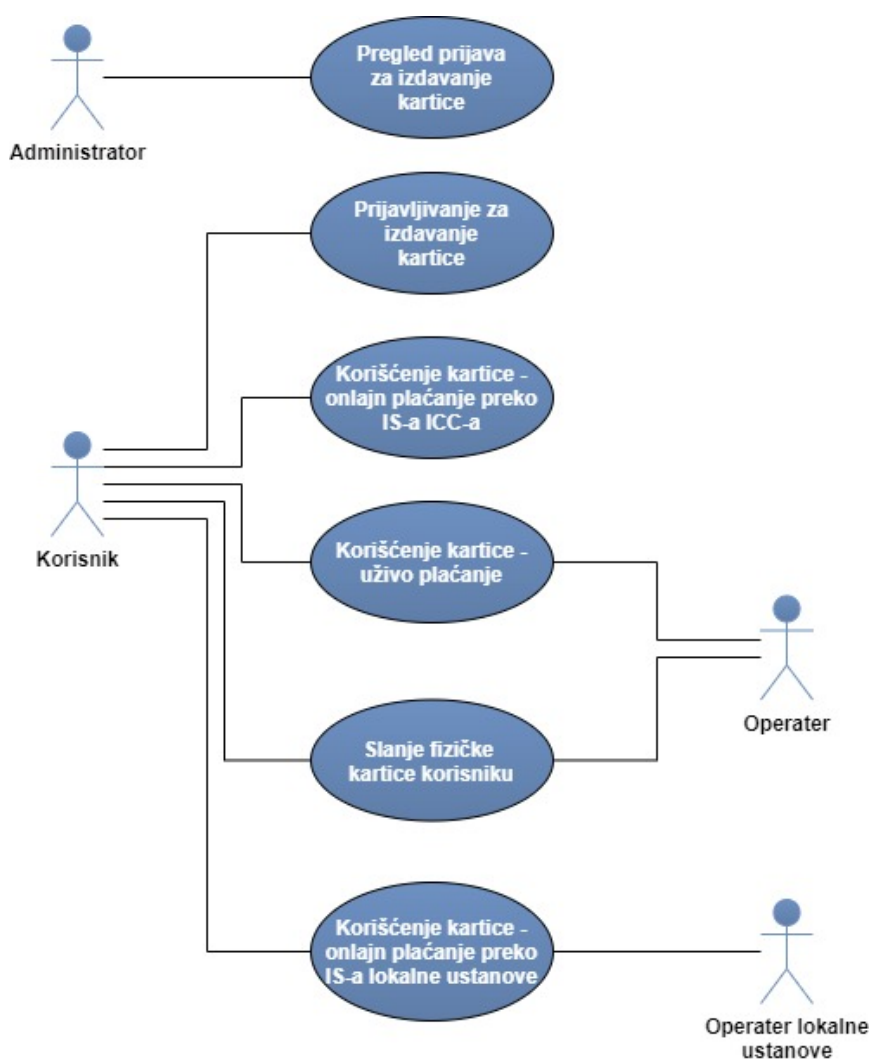 Pregled prijava
za izdavanje
kartice
Administrator
Prijavljivanje za
izdavanje
kartice
Korišćenje kartice -
onlajn plaćanje preko
IS-a ICC-a
Korisnik
Korišćenje kartice -
uživo plaćanje
Operater
Slanje fizičke
kartice korisniku
Korišćenje kartice -
onlajn plaćanje preko
IS-a lokalne ustanove
Operater lokalne
ustanove